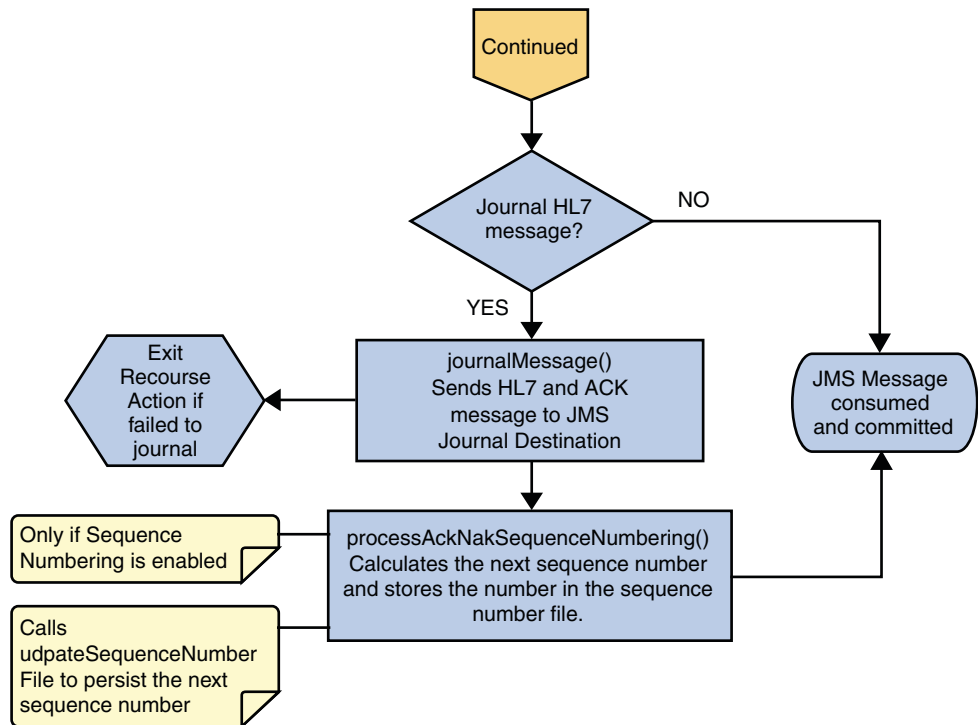 Continued
Journal HL7
message?
NO
YES
Exit
Recourse
Action if
failed to
journal
journalMessage()
Sends HL7 and ACK
message to JMS
Journal Destination
JMS Message
consumed
and committed
Only if Sequence
Numbering is enabled
processAckNakSequenceNumbering()
Calculates the next sequence number
and stores the number in the sequence
number file.
Calls
udpateSequenceNumber
File to persist the next
sequence number